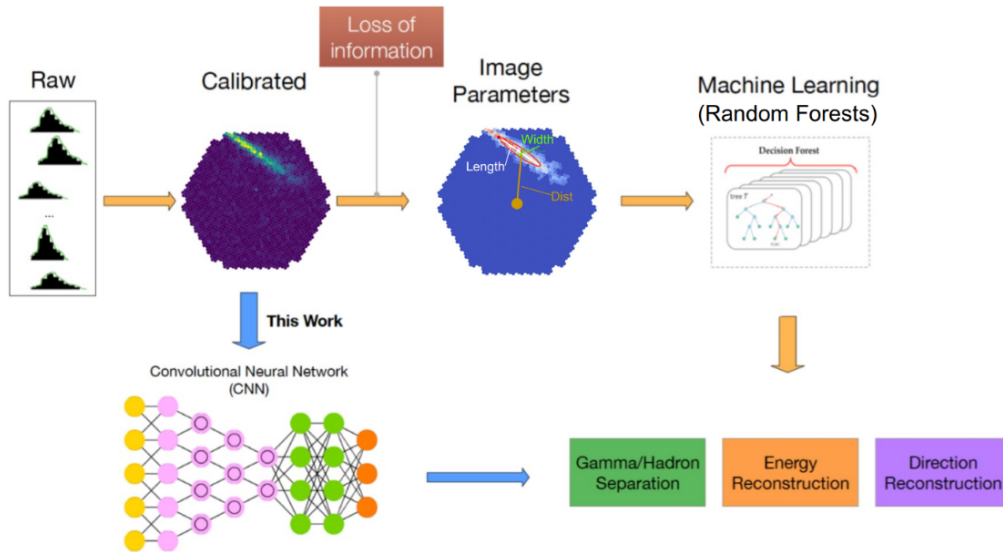 Loss of
information
Raw
Calibrated
Image
Parameters
Machine Learning
(Random Forests)
...
Width
Length
Dist
Decision Forest
tree T
This Work
Convolutional Neural Network
(CNN)
Gamma/Hadron
Separation
Energy
Reconstruction
Direction
Reconstruction